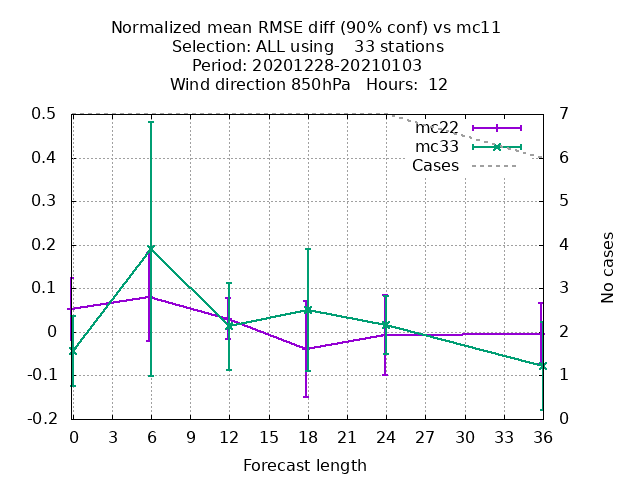 Normalized mean RMSE diff (90% conf) vs mc11
Selection: ALL using    33 stations
Period: 20201228-20210103
Wind direction 850hPa   Hours:  12
0.5
0.4
0.3
0.2
0.1
0
-0.1
-0.2
7
6
5
4
3
2
1
0
mc22
mc33
Cases
No cases
0 3 6 9 12 15 18 21 24 27 30 33 36
Forecast length